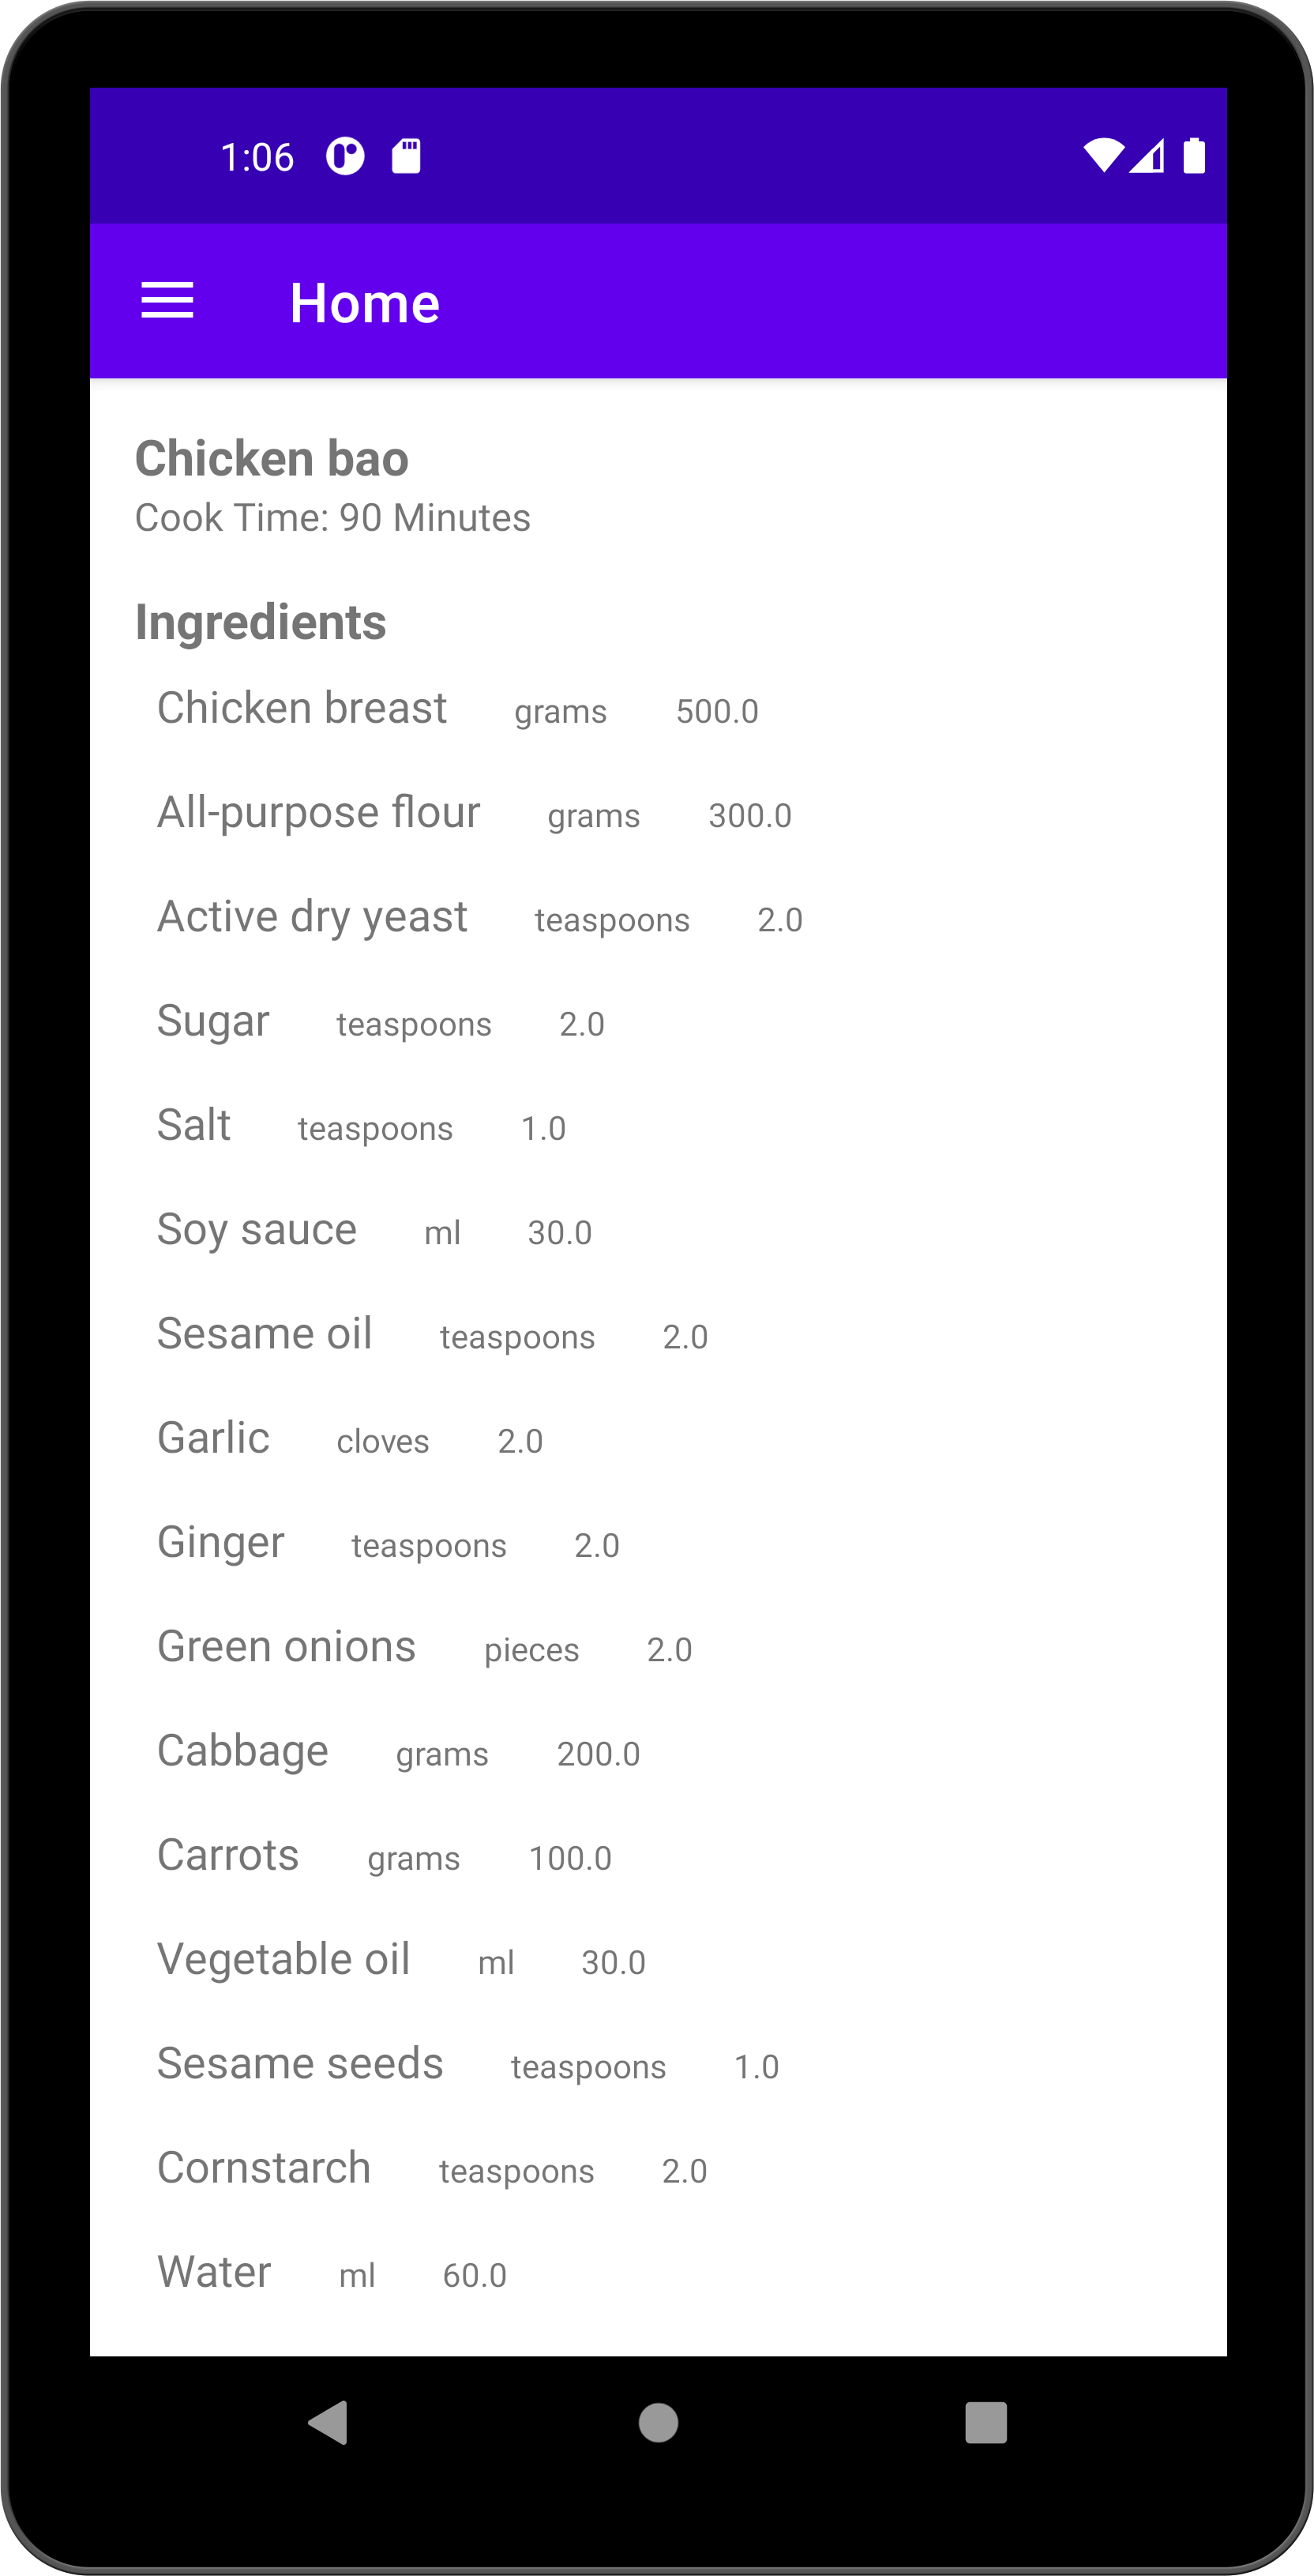 1:06
Home
Chicken bao
Cook Time: 90 Minutes
Ingredients
Chicken breast grams 500.0
All-purpose flour grams 300.0
Active dry yeast teaspoons 2.0
Sugar teaspoons 2.0
Salt teaspoons 1.0
Soy sauce ml 30.0
Sesame oil teaspoons 2.0
Garlic cloves 2.0
Ginger teaspoons 2.0
Green onions pieces 2.0
Cabbage grams 200.0
Carrots grams 100.0
Vegetable oil ml 30.0
Sesame seeds teaspoons 1.0
Cornstarch teaspoons 2.0
Water ml 60.0